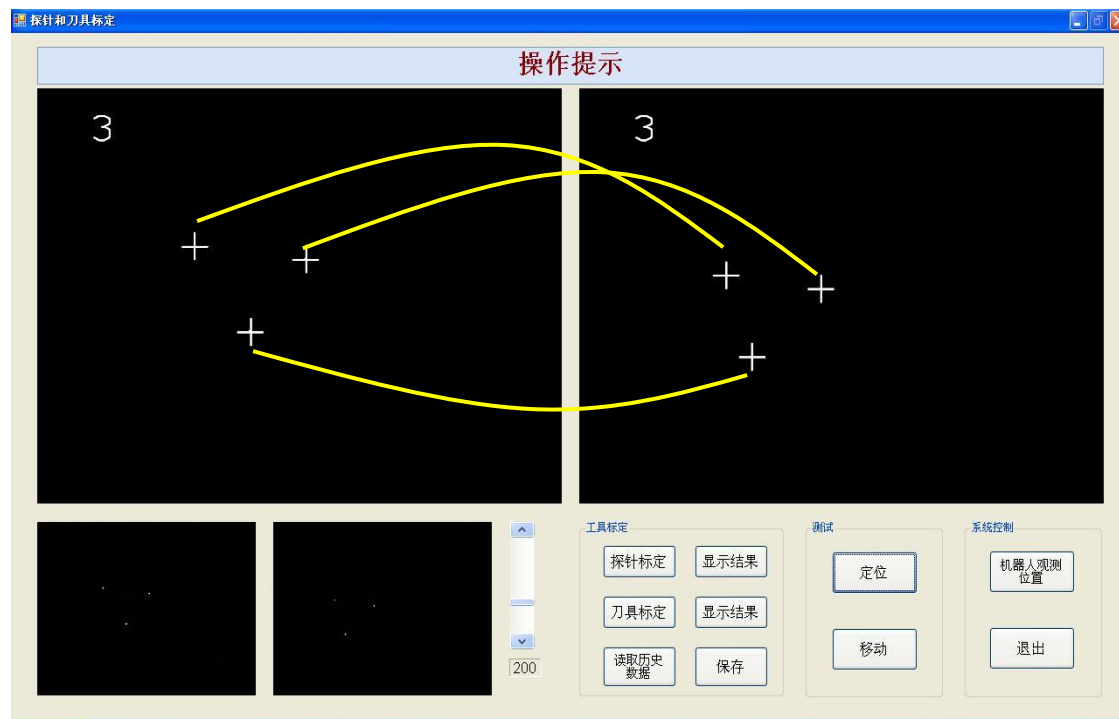 探针和刀具标定
操作提示
3
3
200
工具标定
探针标定
显示结果
刀具标定
显示结果
读取历史
数据
保存
测试
定位
移动
系统控制
机器人观测
位置
退出